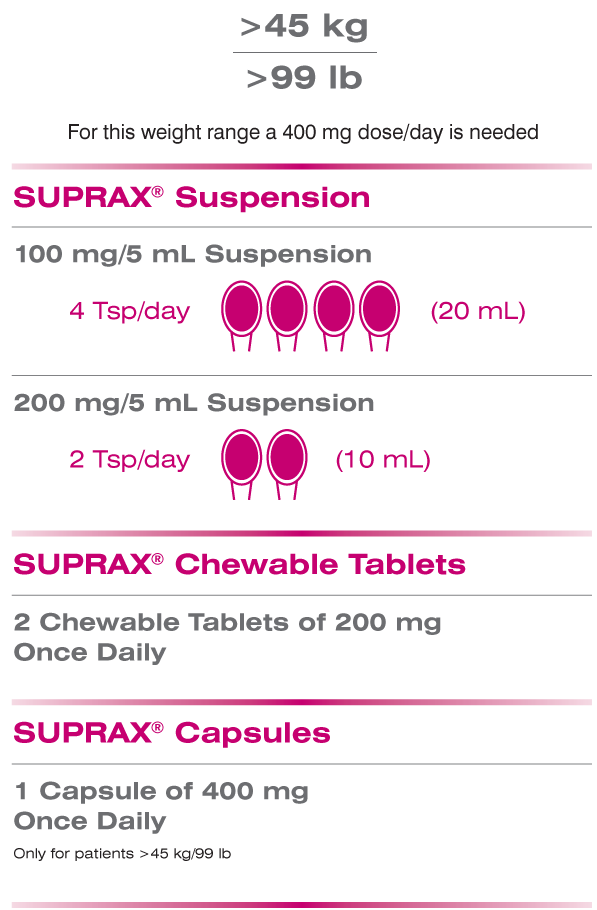 >45 kg
>99 lb
For this weight range a 400 mg dose/day is needed
SUPRAX® Suspension
100 mg/5 mL Suspension
4 Tsp/day (20 mL)
200 mg/5 mL Suspension
2 Tsp/day (10 mL)
SUPRAX® Chewable Tablets
2 Chewable Tablets of 200 mg
Once Daily
SUPRAX® Capsules
1 Capsule of 400 mg
Once Daily
Only for patients >45 kg/99 lb